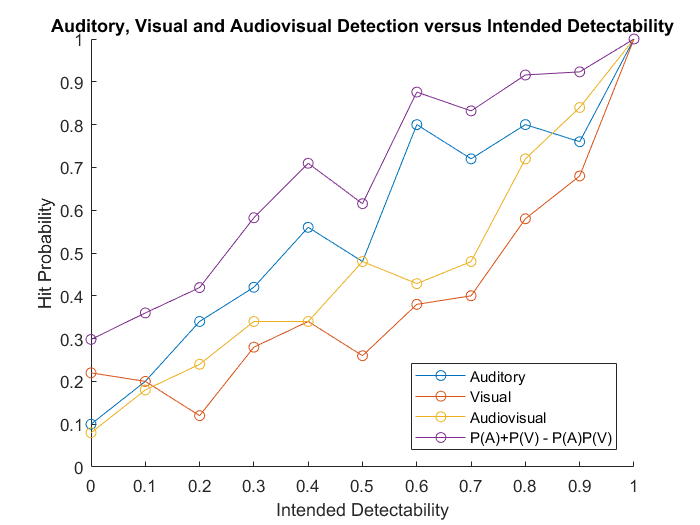 Auditory, Visual and Audiovisual Detection versus Intended Detectability
1
0.9
0.8
0.7
0.6
0.5
0.4
0.3
0.2
0.1
0
Hit Probability
Auditory
Visual
Audiovisual
P(A)+P(V) - P(A)P(V)
0 0.1 0.2 0.3 0.4 0.5 0.6 0.7 0.8 0.9 1
Intended Detectability